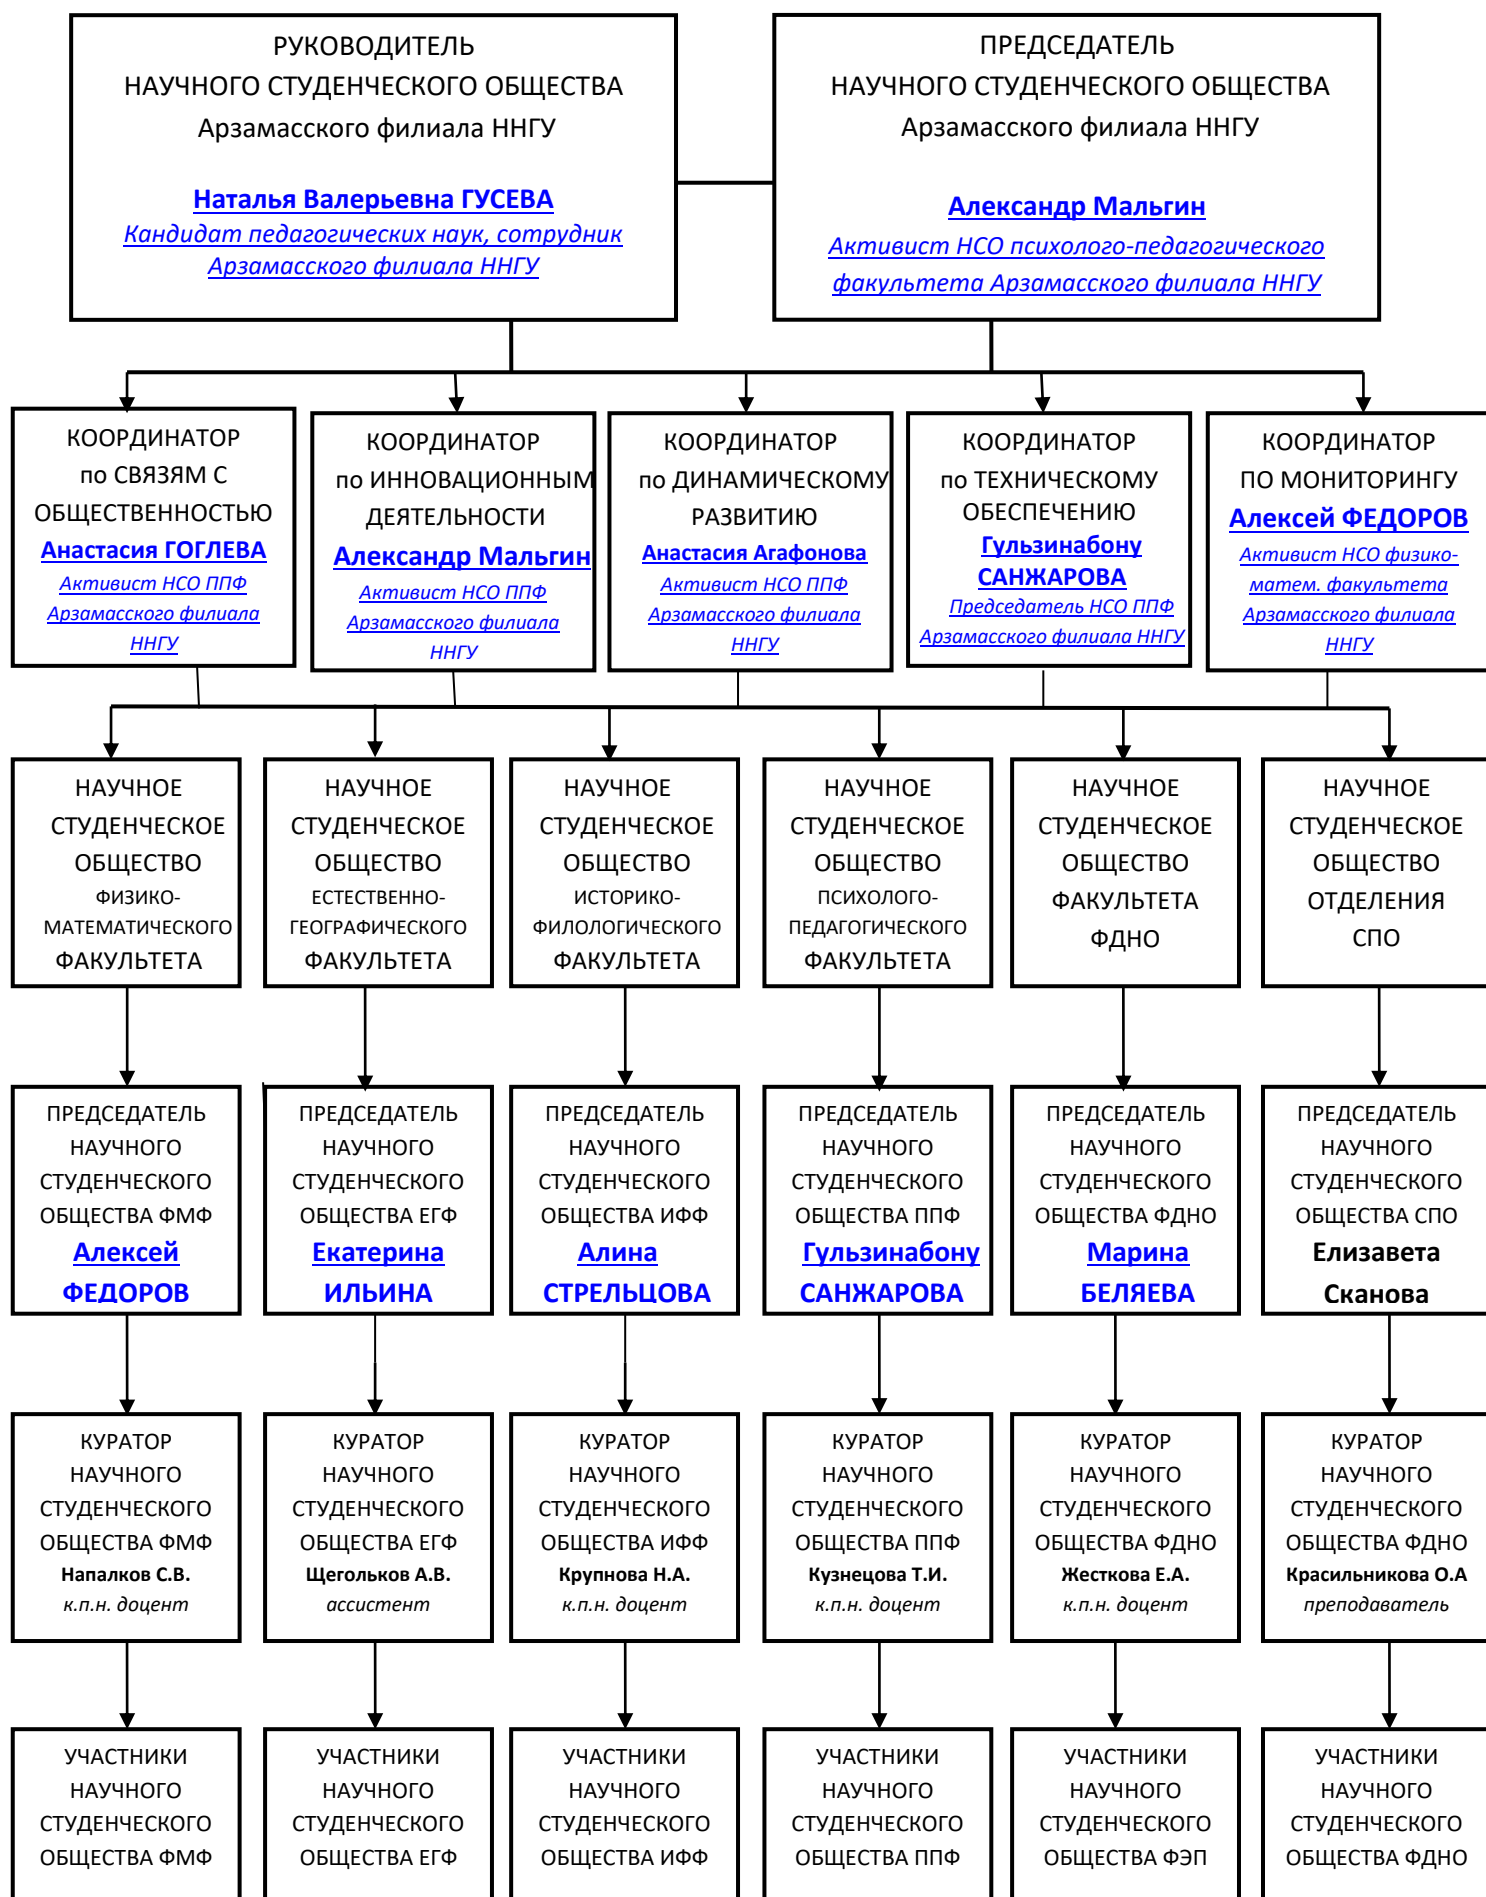 РУКОВОДИТЕЛЬ
НАУЧНОГО СТУДЕНЧЕСКОГО ОБЩЕСТВА
Арзамасского филиала ННГУ
Наталья Валерьевна ГУСЕВА
Кандидат педагогических наук, сотрудник
Арзамасского филиала ННГУ
ПРЕДСЕДАТЕЛЬ
НАУЧНОГО СТУДЕНЧЕСКОГО ОБЩЕСТВА
Арзамасского филиала ННГУ
Александр Мальгин
Активист НСО психолого-педагогического
факультета Арзамасского филиала ННГУ
КООРДИНАТОР
по СВЯЗЯМ С
ОБЩЕСТВЕННОСТЬЮ
Анастасия ГОГЛЕВА
Активист НСО ППФ
Арзамасского филиала
ННГУ
КООРДИНАТОР
по ИННОВАЦИОННЫМ
ДЕЯТЕЛЬНОСТИ
Александр Мальгин
Активист НСО ППФ
Арзамасского филиала
ННГУ
КООРДИНАТОР
по ДИНАМИЧЕСКОМУ
РАЗВИТИЮ
Анастасия Агафонова
Активист НСО ППФ
Арзамасского филиала
ННГУ
КООРДИНАТОР
по ТЕХНИЧЕСКОМУ
ОБЕСПЕЧЕНИЮ
Гульзинабону
САНЖАРОВА
Председатель НСО ППФ
Арзамасского филиала ННГУ
КООРДИНАТОР
ПО МОНИТОРИНГУ
Алексей ФЕДОРОВ
Активист НСО физико-
матем. факультета
Арзамасского филиала
ННГУ
НАУЧНОЕ
СТУДЕНЧЕСКОЕ
ОБЩЕСТВО
ФИЗИКО-
МАТЕМАТИЧЕСКОГО
ФАКУЛЬТЕТА
НАУЧНОЕ
СТУДЕНЧЕСКОЕ
ОБЩЕСТВО
ЕСТЕСТВЕННО-
ГЕОГРАФИЧЕСКОГО
ФАКУЛЬТЕТА
НАУЧНОЕ
СТУДЕНЧЕСКОЕ
ОБЩЕСТВО
ИСТОРИКО-
ФИЛОЛОГИЧЕСКОГО
ФАКУЛЬТЕТА
НАУЧНОЕ
СТУДЕНЧЕСКОЕ
ОБЩЕСТВО
ПСИХОЛОГО-
ПЕДАГОГИЧЕСКОГО
ФАКУЛЬТЕТА
НАУЧНОЕ
СТУДЕНЧЕСКОЕ
ОБЩЕСТВО
ФАКУЛЬТЕТА
ФДНО
НАУЧНОЕ
СТУДЕНЧЕСКОЕ
ОБЩЕСТВО
ОТДЕЛЕНИЯ
СПО
ПРЕДСЕДАТЕЛЬ
НАУЧНОГО
СТУДЕНЧЕСКОГО
ОБЩЕСТВА ФМФ
Алексей
ФЕДОРОВ
ПРЕДСЕДАТЕЛЬ
НАУЧНОГО
СТУДЕНЧЕСКОГО
ОБЩЕСТВА ЕГФ
Екатерина
ИЛЬИНА
ПРЕДСЕДАТЕЛЬ
НАУЧНОГО
СТУДЕНЧЕСКОГО
ОБЩЕСТВА ИФФ
Алина
СТРЕЛЬЦОВА
ПРЕДСЕДАТЕЛЬ
НАУЧНОГО
СТУДЕНЧЕСКОГО
ОБЩЕСТВА ППФ
Гульзинабону
САНЖАРОВА
ПРЕДСЕДАТЕЛЬ
НАУЧНОГО
СТУДЕНЧЕСКОГО
ОБЩЕСТВА ФДНО
Марина
БЕЛЯЕВА
ПРЕДСЕДАТЕЛЬ
НАУЧНОГО
СТУДЕНЧЕСКОГО
ОБЩЕСТВА СПО
Елизавета
Сканова
КУРАТОР
НАУЧНОГО
СТУДЕНЧЕСКОГО
ОБЩЕСТВА ФМФ
Напалков С.В.
к.п.н. доцент
КУРАТОР
НАУЧНОГО
СТУДЕНЧЕСКОГО
ОБЩЕСТВА ЕГФ
Щегольков А.В.
ассистент
КУРАТОР
НАУЧНОГО
СТУДЕНЧЕСКОГО
ОБЩЕСТВА ИФФ
Крупнова Н.А.
к.п.н. доцент
КУРАТОР
НАУЧНОГО
СТУДЕНЧЕСКОГО
ОБЩЕСТВА ППФ
Кузнецова Т.И.
к.п.н. доцент
КУРАТОР
НАУЧНОГО
СТУДЕНЧЕСКОГО
ОБЩЕСТВА ФДНО
Жесткова Е.А.
к.п.н. доцент
КУРАТОР
НАУЧНОГО
СТУДЕНЧЕСКОГО
ОБЩЕСТВА ФДНО
Красильникова О.А
преподаватель
УЧАСТНИКИ
НАУЧНОГО
СТУДЕНЧЕСКОГО
ОБЩЕСТВА ФМФ
УЧАСТНИКИ
НАУЧНОГО
СТУДЕНЧЕСКОГО
ОБЩЕСТВА ЕГФ
УЧАСТНИКИ
НАУЧНОГО
СТУДЕНЧЕСКОГО
ОБЩЕСТВА ИФФ
УЧАСТНИКИ
НАУЧНОГО
СТУДЕНЧЕСКОГО
ОБЩЕСТВА ППФ
УЧАСТНИКИ
НАУЧНОГО
СТУДЕНЧЕСКОГО
ОБЩЕСТВА ФЭП
УЧАСТНИКИ
НАУЧНОГО
СТУДЕНЧЕСКОГО
ОБЩЕСТВА ФДНО